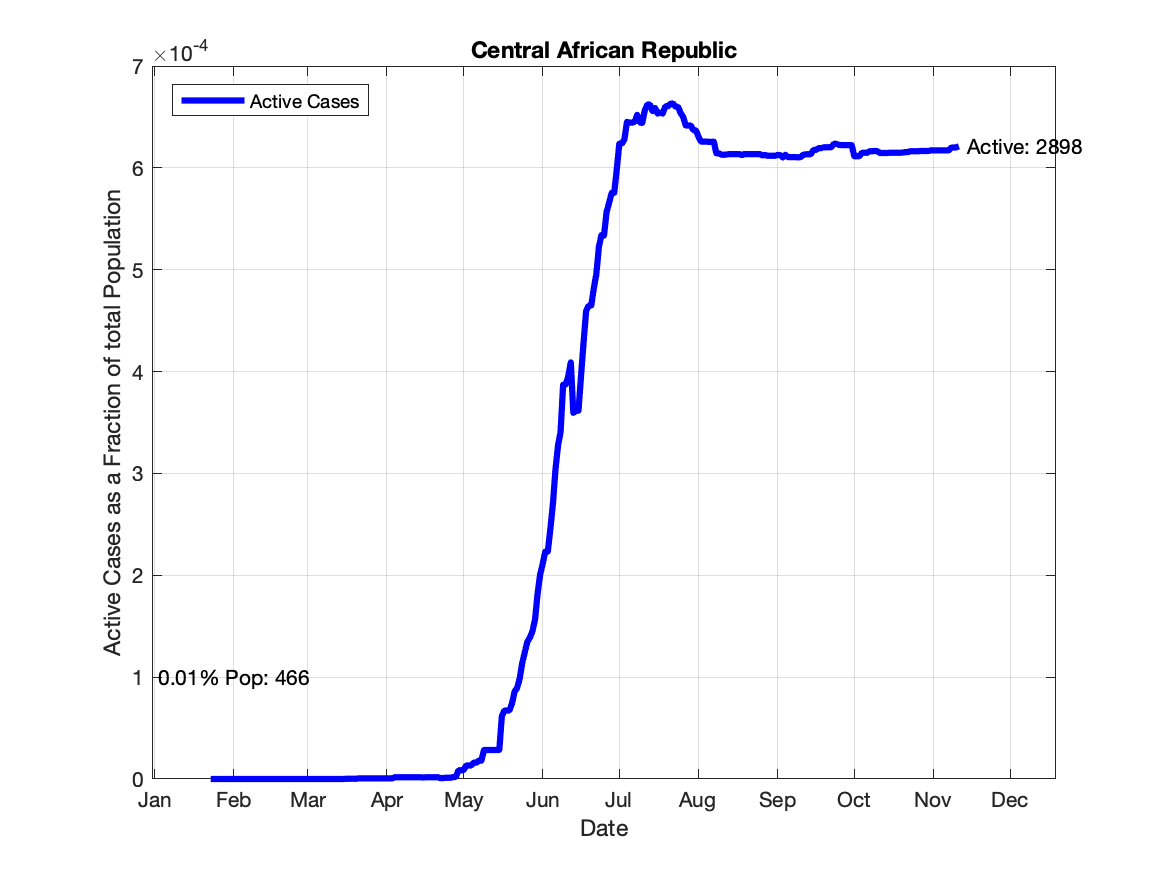 Central African Republic
×10⁻⁴
7
6
5
4
3
2
1
0
Active Cases as a Fraction of total Population
Active Cases
Active: 2898
0.01% Pop: 466
Jan Feb Mar Apr May Jun Jul Aug Sep Oct Nov Dec
Date